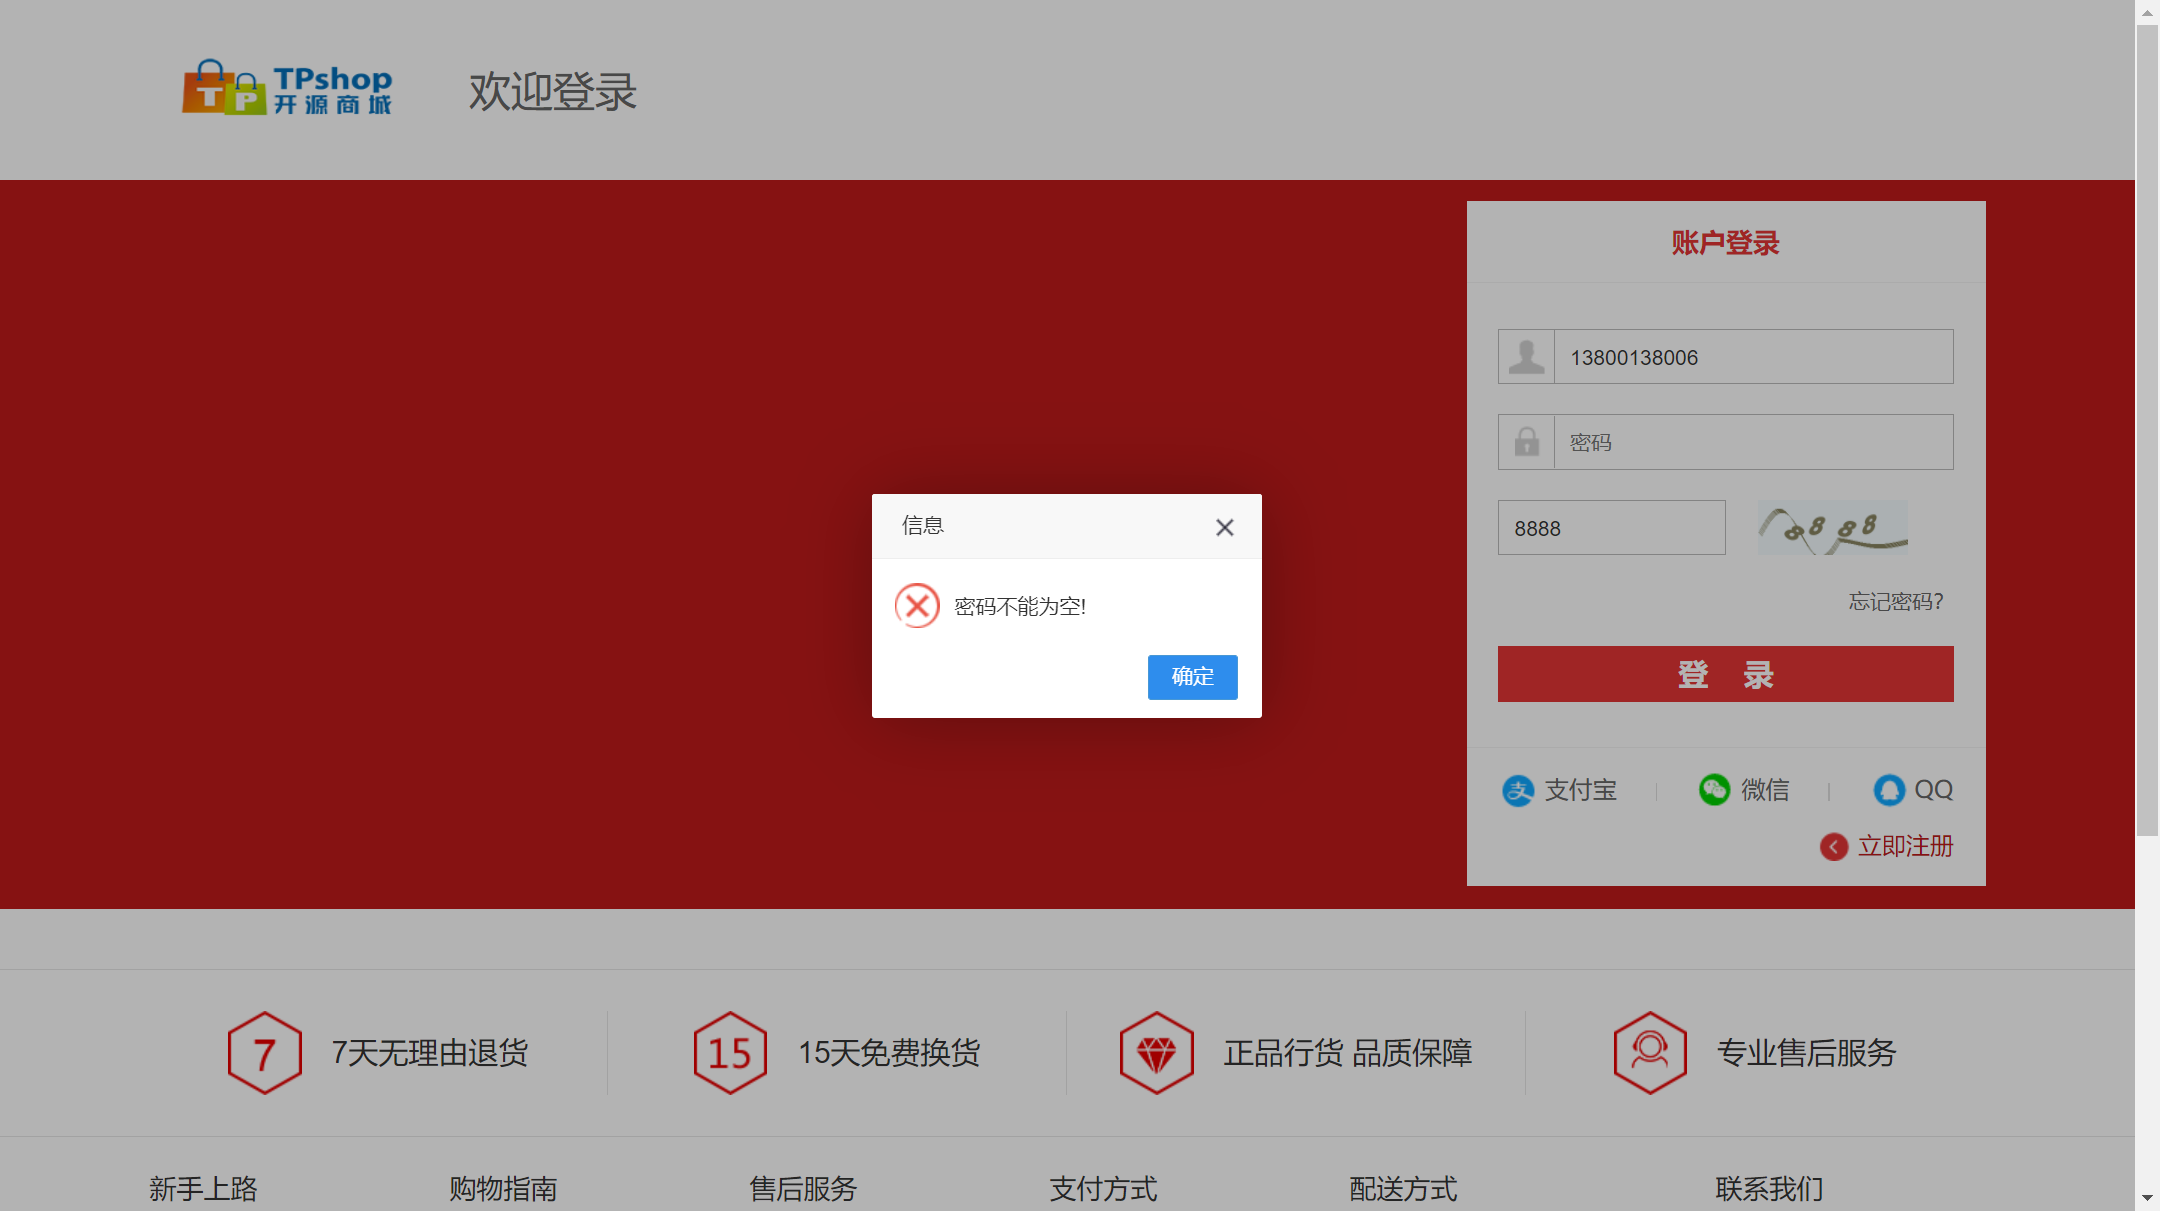 TPshop
开源商城
欢迎登录
账户登录
13800138006
密码
8888
8888
忘记密码?
登 录
支付宝
微信
QQ
立即注册
信息
密码不能为空!
确定
7
7天无理由退货
15
15天免费换货
正品行货 品质保障
专业售后服务
新手上路
购物指南
售后服务
支付方式
配送方式
联系我们